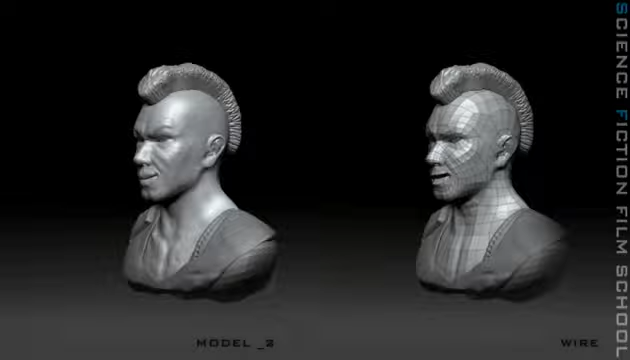 MODEL _2
WIRE
SCIENCE FICTION FILM SCHOOL